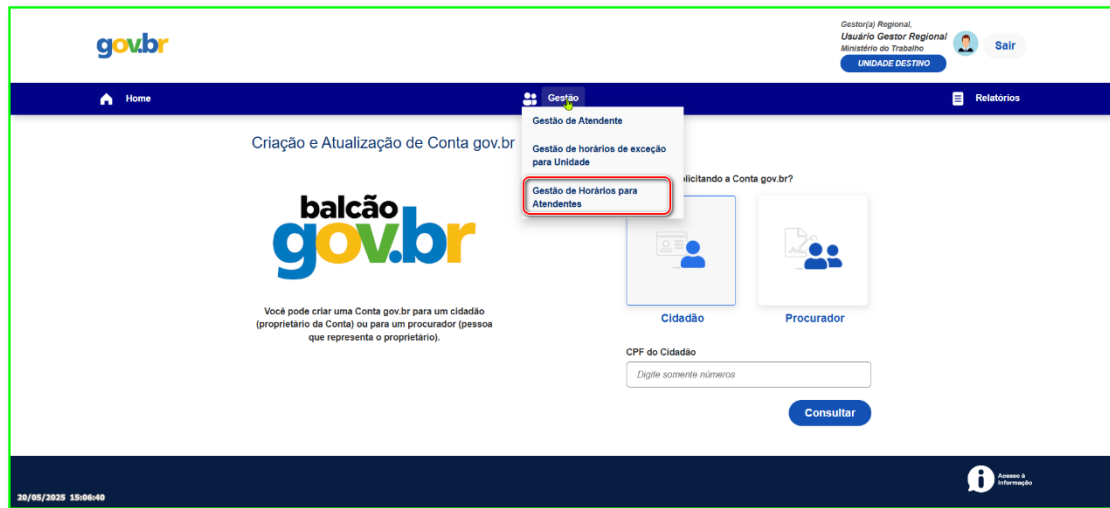 gov.br
Gestor(a) Regional,
Usuário Gestor Regional
Ministério do Trabalho
UNIDADE DESTINO
Sair
Home
Gestão
Relatórios
Gestão de Atendente
Gestão de horários de exceção
para Unidade
Gestão de Horários para
Atendentes
Criação e Atualização de Conta gov.br
balcão
gov.br
Você pode criar uma Conta gov.br para um cidadão
(proprietário da Conta) ou para um procurador (pessoa
que representa o proprietário).
olicitando a Conta gov.br?
Cidadão
Procurador
CPF do Cidadão
Digite somente números
Consultar
Acesso à
Informação
20/05/2025 15:06:40